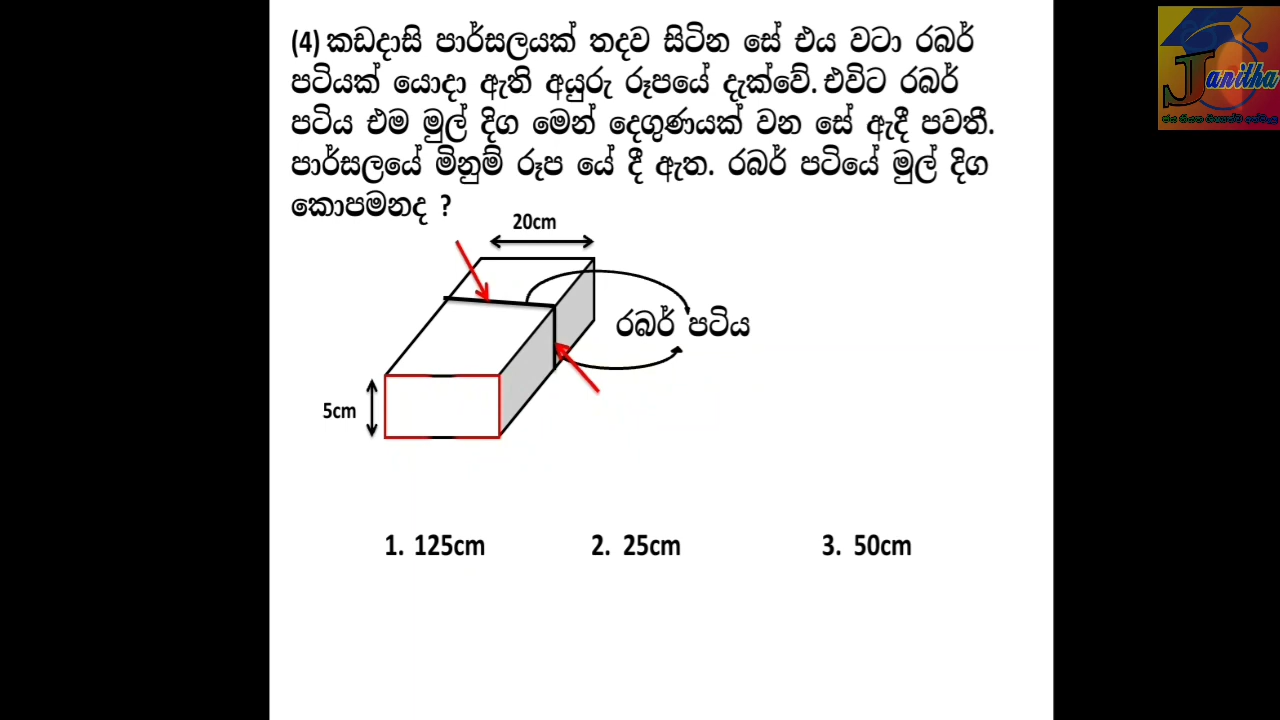 (4) කඩදාසි පාර්සලයක් තදව සිටින සේ එය වටා රබර්
පටියක් යොදා ඇති අයුරු රූපයේ දැක්වේ. එවිට රබර්
පටිය එම මුල් දිග මෙන් දෙගුණයක් වන සේ ඇදී පවතී.
පාර්සලයේ මිනුම් රූප යේ දී ඇත. රබර් පටියේ මුල් දිග
කොපමනද ?
20cm
රබර් පටිය
5cm
1. 125cm 2. 25cm 3. 50cm
Janitha